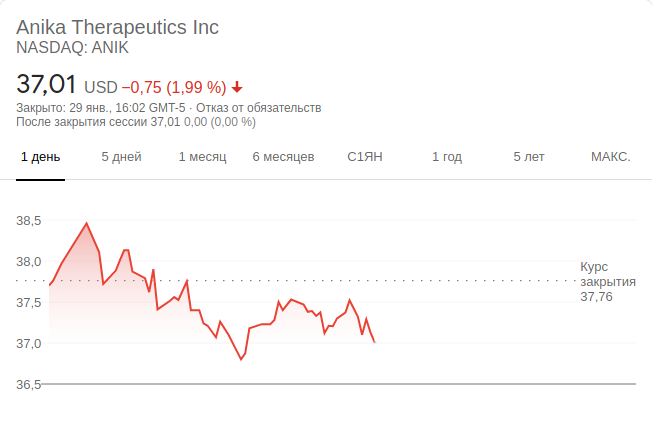 Anika Therapeutics Inc
NASDAQ: ANIK
37,01 USD −0,75 (1,99 %)
Закрыто: 29 янв., 16:02 GMT-5 · Отказ от обязательств
После закрытия сессии 37,01 0,00 (0,00 %)
1 день 5 дней 1 месяц 6 месяцев С1ЯН 1 год 5 лет МАКС.
38,5
38,0
37,5
37,0
36,5
Курс
закрытия
37,76